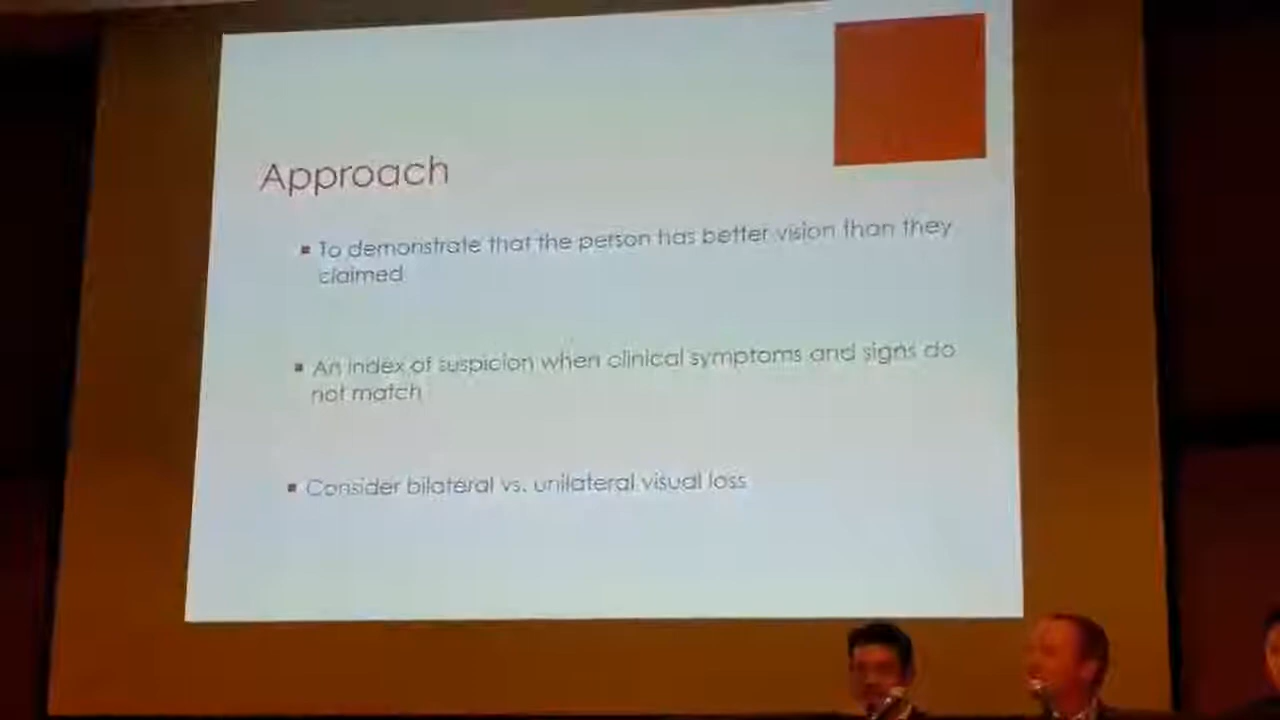 Approach
To demonstrate that the person has better vision than they
claimed
An index of suspicion when clinical symptoms and signs do
not match
Consider bilateral vs. unilateral visual loss